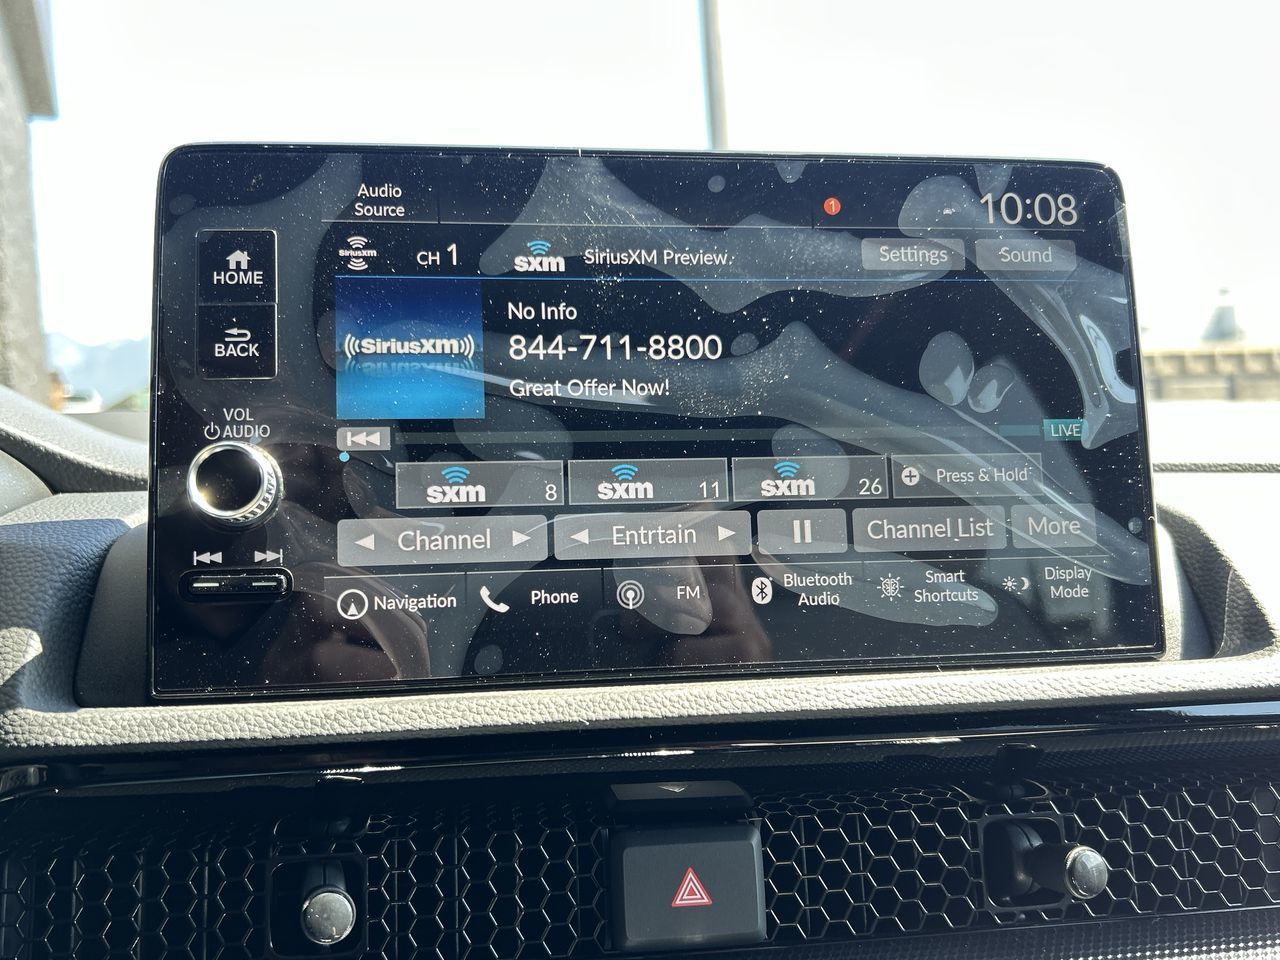 Audio
Source
1
10:08
HOME
BACK
VOL
AUDIO
SiriusXM
CH 1
sxm
SiriusXM Preview.
Settings
Sound
((SiriusXM))
No Info
844-711-8800
Great Offer Now!
LIVE
sxm 8
sxm 11
sxm 26
Press & Hold
Channel
Entrtain
Channel List
More
Navigation
Phone
FM
Bluetooth
Audio
Smart
Shortcuts
Display
Mode